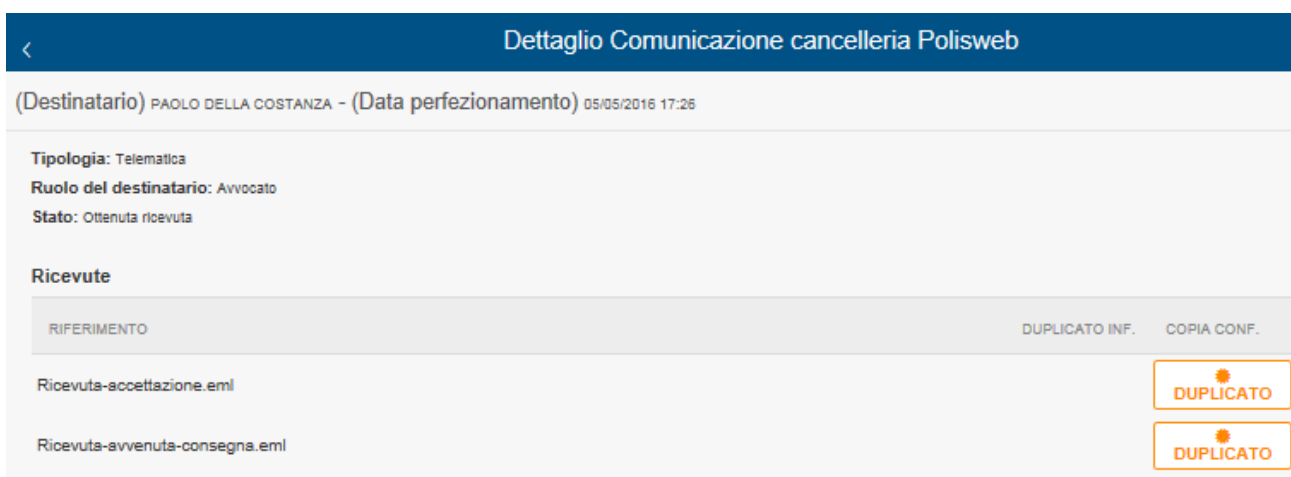 Dettaglio Comunicazione cancelleria Polisweb
(Destinatario) PAOLO DELLA COSTANZA - (Data perfezionamento) 05/05/2016 17:26
Tipologia: Telematica
Ruolo del destinatario: Avvocato
Stato: Ottenuta ricevuta
Ricevute
RIFERIMENTO DUPLICATO INF. COPIA CONF.
Ricevuta-accettazione.eml DUPLICATO
Ricevuta-avvenuta-consegna.eml DUPLICATO